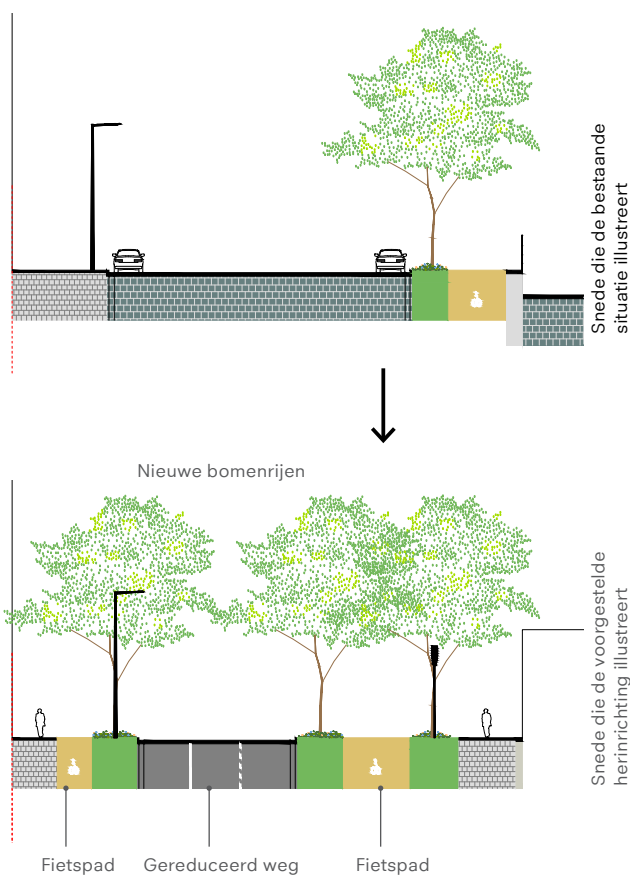 Snede die de bestaande
situatie illustreert
Nieuwe bomenrijen
Snede die de voorgestelde
herinrichting illustreert
Fietspad
Gereduceerd weg
Fietspad